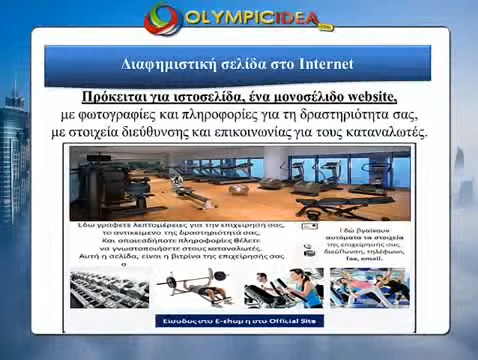 OLYMPICIDEA.com
Διαφημιστική σελίδα στο Internet
Πρόκειται για ιστοσελίδα, ένα μονοσέλιδο website,
με φωτογραφίες και πληροφορίες για τη δραστηριότητα σας,
με στοιχεία διεύθυνσης και επικοινωνίας για τους καταναλωτές.
Εδώ γράφετε λεπτομέρειες για την επιχείρησή σας,
το αντικείμενο της δραστηριότητά σας,
Και οποιεσδήποτε πληροφορίες θέλετε
να γνωστοποιήσετε στους καταναλωτές.
Αυτή η σελίδα, είναι η βιτρίνα της επιχείρησής σας
Εδώ βγαίνουν
αυτόματα τα στοιχεία
της επιχείρησής σας
διεύθυνση, τηλέφωνο,
fax, email.
Είσοδος στο E-shop η στο Official Site